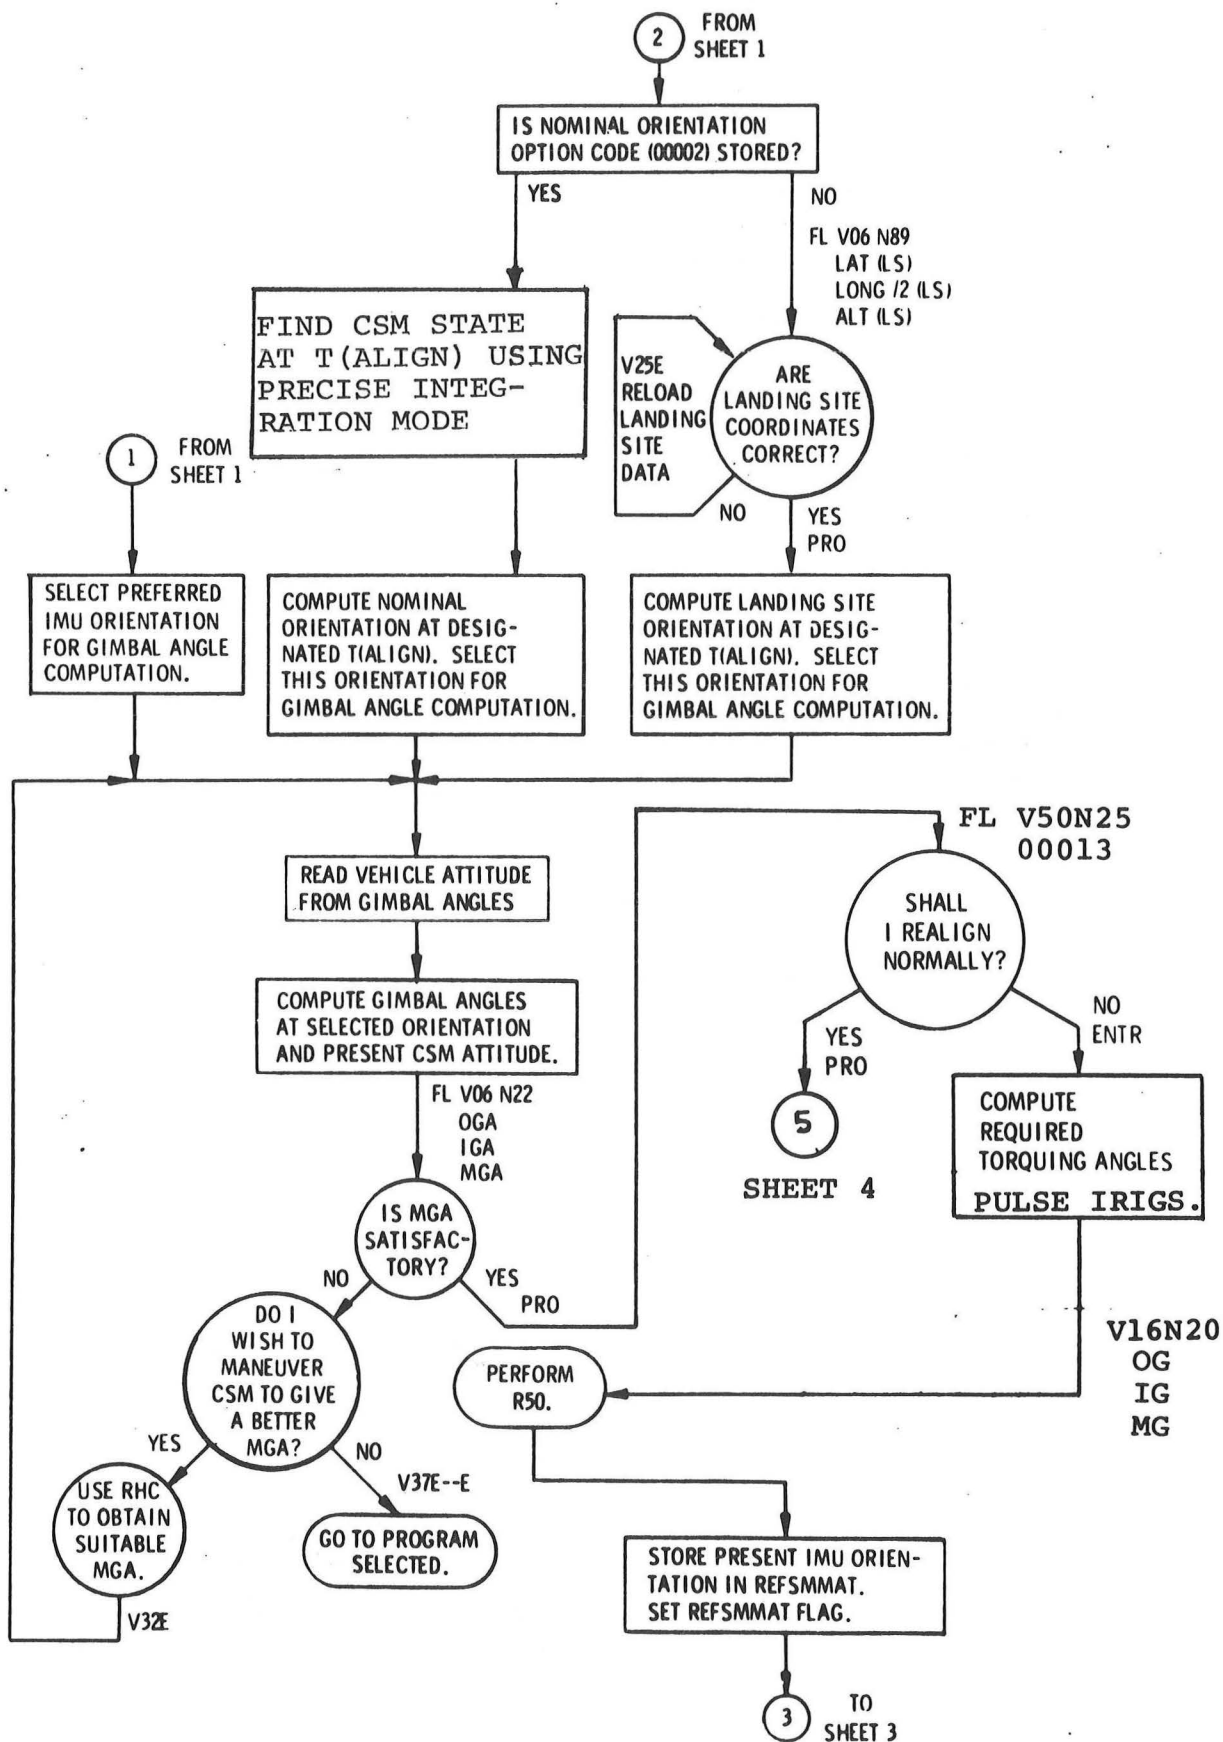 2
FROM
SHEET 1
IS NOMINAL ORIENTATION
OPTION CODE (00002) STORED?
YES
NO
FL V06 N89
LAT (LS)
LONG /2 (LS)
ALT (LS)
FIND CSM STATE
AT T(ALIGN) USING
PRECISE INTEG-
RATION MODE
V25E
RELOAD
LANDING
SITE
DATA
ARE
LANDING SITE
COORDINATES
CORRECT?
NO
YES
PRO
1
FROM
SHEET 1
SELECT PREFERRED
IMU ORIENTATION
FOR GIMBAL ANGLE
COMPUTATION.
COMPUTE NOMINAL
ORIENTATION AT DESIG-
NATED T(ALIGN). SELECT
THIS ORIENTATION FOR
GIMBAL ANGLE COMPUTATION.
COMPUTE LANDING SITE
ORIENTATION AT DESIG-
NATED T(ALIGN). SELECT
THIS ORIENTATION FOR
GIMBAL ANGLE COMPUTATION.
READ VEHICLE ATTITUDE
FROM GIMBAL ANGLES
COMPUTE GIMBAL ANGLES
AT SELECTED ORIENTATION
AND PRESENT CSM ATTITUDE.
FL V06 N22
OGA
IGA
MGA
IS MGA
SATISFAC-
TORY?
NO
YES
PRO
FL V50N25
00013
SHALL
I REALIGN
NORMALLY?
YES
PRO
NO
ENTR
5
SHEET 4
COMPUTE
REQUIRED
TORQUING ANGLES
PULSE IRIGS.
V16N20
OG
IG
MG
DO I
WISH TO
MANEUVER
CSM TO GIVE
A BETTER
MGA?
YES
NO
V37E--E
USE RHC
TO OBTAIN
SUITABLE
MGA.
V32E
GO TO PROGRAM
SELECTED.
PERFORM
R50.
STORE PRESENT IMU ORIEN-
TATION IN REFSMMAT.
SET REFSMMAT FLAG.
3
TO
SHEET 3